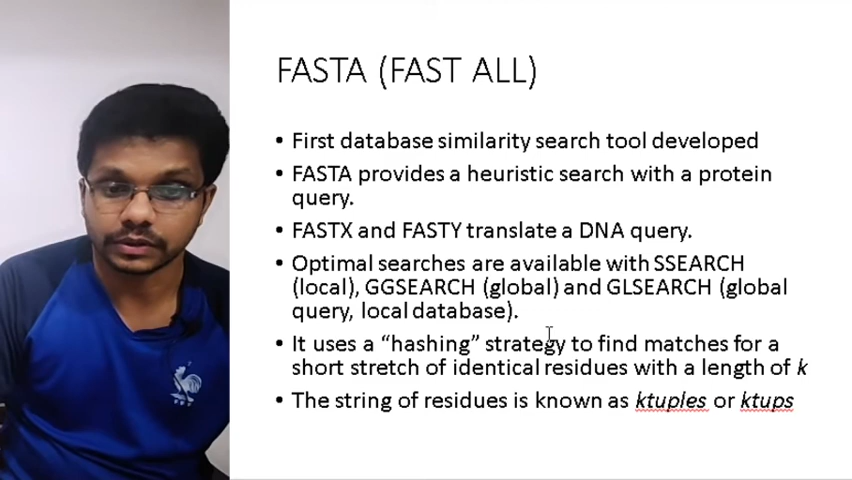 FASTA (FAST ALL)
• First database similarity search tool developed
• FASTA provides a heuristic search with a protein
query.
• FASTX and FASTY translate a DNA query.
• Optimal searches are available with SSEARCH
(local), GGSEARCH (global) and GLSEARCH (global
query, local database).
• It uses a “hashing” strategy to find matches for a
short stretch of identical residues with a length of k
• The string of residues is known as ktuples or ktups